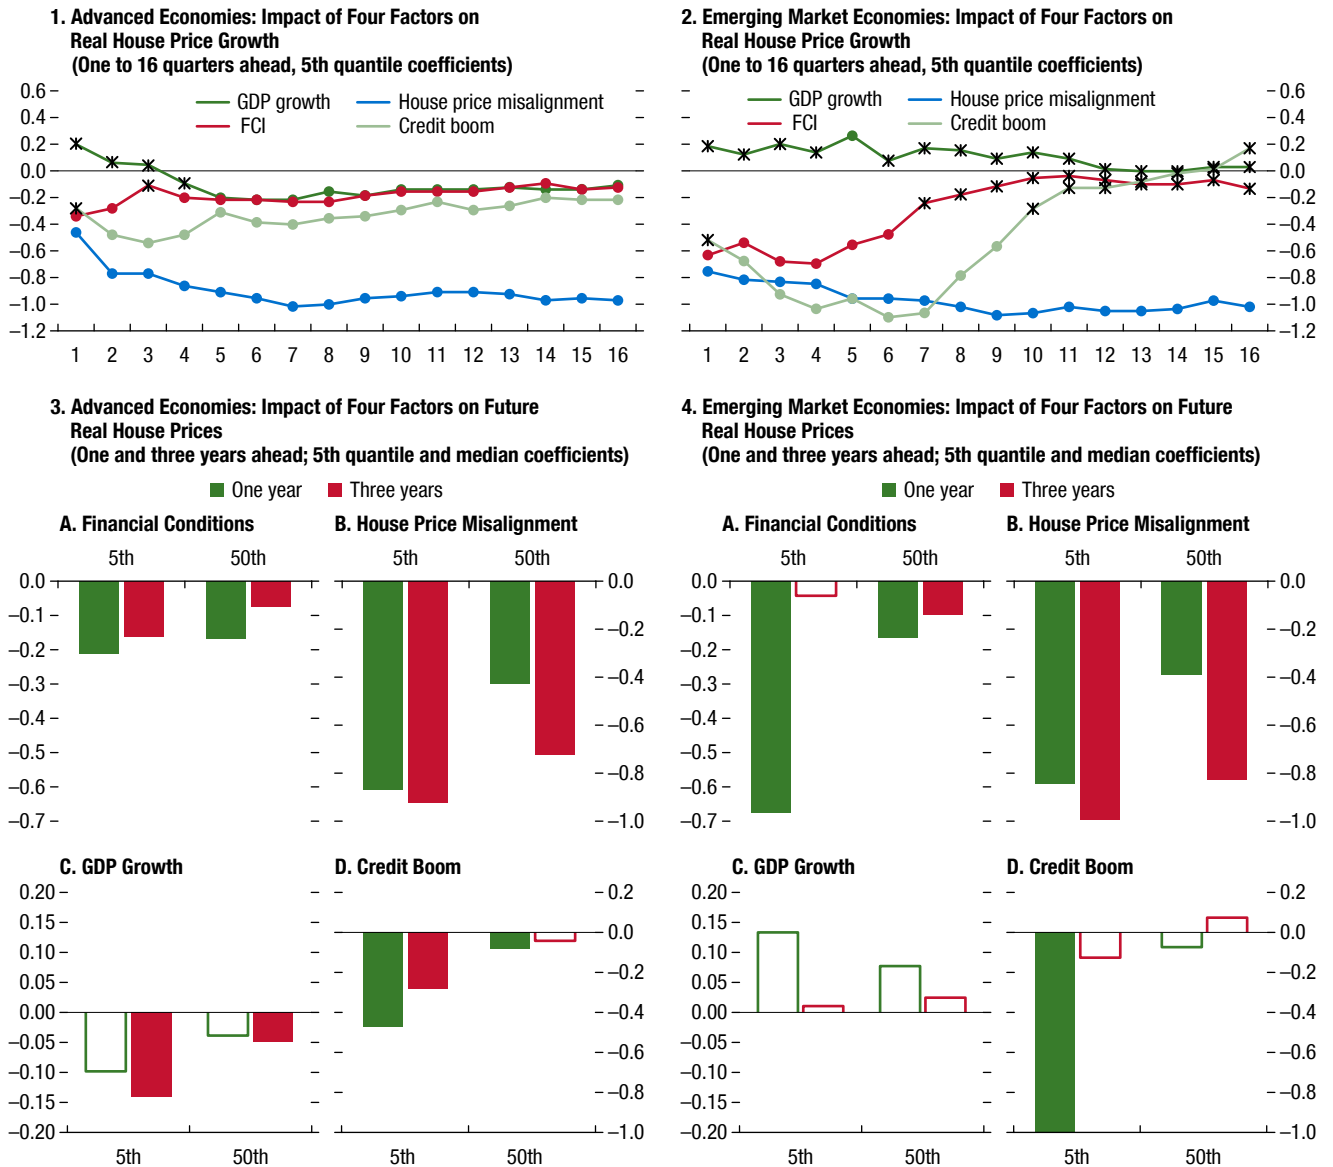 1. Advanced Economies: Impact of Four Factors on
Real House Price Growth
(One to 16 quarters ahead, 5th quantile coefficients)
GDP growth
House price misalignment
FCI
Credit boom
0.6
0.4
0.2
0.0
–0.2
–0.4
–0.6
–0.8
–1.0
–1.2
1 2 3 4 5 6 7 8 9 10 11 12 13 14 15 16
2. Emerging Market Economies: Impact of Four Factors on
Real House Price Growth
(One to 16 quarters ahead, 5th quantile coefficients)
GDP growth
House price misalignment
FCI
Credit boom
0.6
0.4
0.2
0.0
–0.2
–0.4
–0.6
–0.8
–1.0
–1.2
1 2 3 4 5 6 7 8 9 10 11 12 13 14 15 16
3. Advanced Economies: Impact of Four Factors on Future
Real House Prices
(One and three years ahead; 5th quantile and median coefficients)
One year
Three years
A. Financial Conditions
5th 50th
0.0
–0.1
–0.2
–0.3
–0.4
–0.5
–0.6
–0.7
B. House Price Misalignment
5th 50th
0.0
–0.2
–0.4
–0.6
–0.8
–1.0
C. GDP Growth
0.20
0.15
0.10
0.05
0.00
–0.05
–0.10
–0.15
–0.20
5th 50th
D. Credit Boom
0.2
0.0
–0.2
–0.4
–0.6
–0.8
–1.0
5th 50th
4. Emerging Market Economies: Impact of Four Factors on Future
Real House Prices
(One and three years ahead; 5th quantile and median coefficients)
One year
Three years
A. Financial Conditions
5th 50th
0.0
–0.1
–0.2
–0.3
–0.4
–0.5
–0.6
–0.7
B. House Price Misalignment
5th 50th
0.0
–0.2
–0.4
–0.6
–0.8
–1.0
C. GDP Growth
0.20
0.15
0.10
0.05
0.00
–0.05
–0.10
–0.15
–0.20
5th 50th
D. Credit Boom
0.2
0.0
–0.2
–0.4
–0.6
–0.8
–1.0
5th 50th